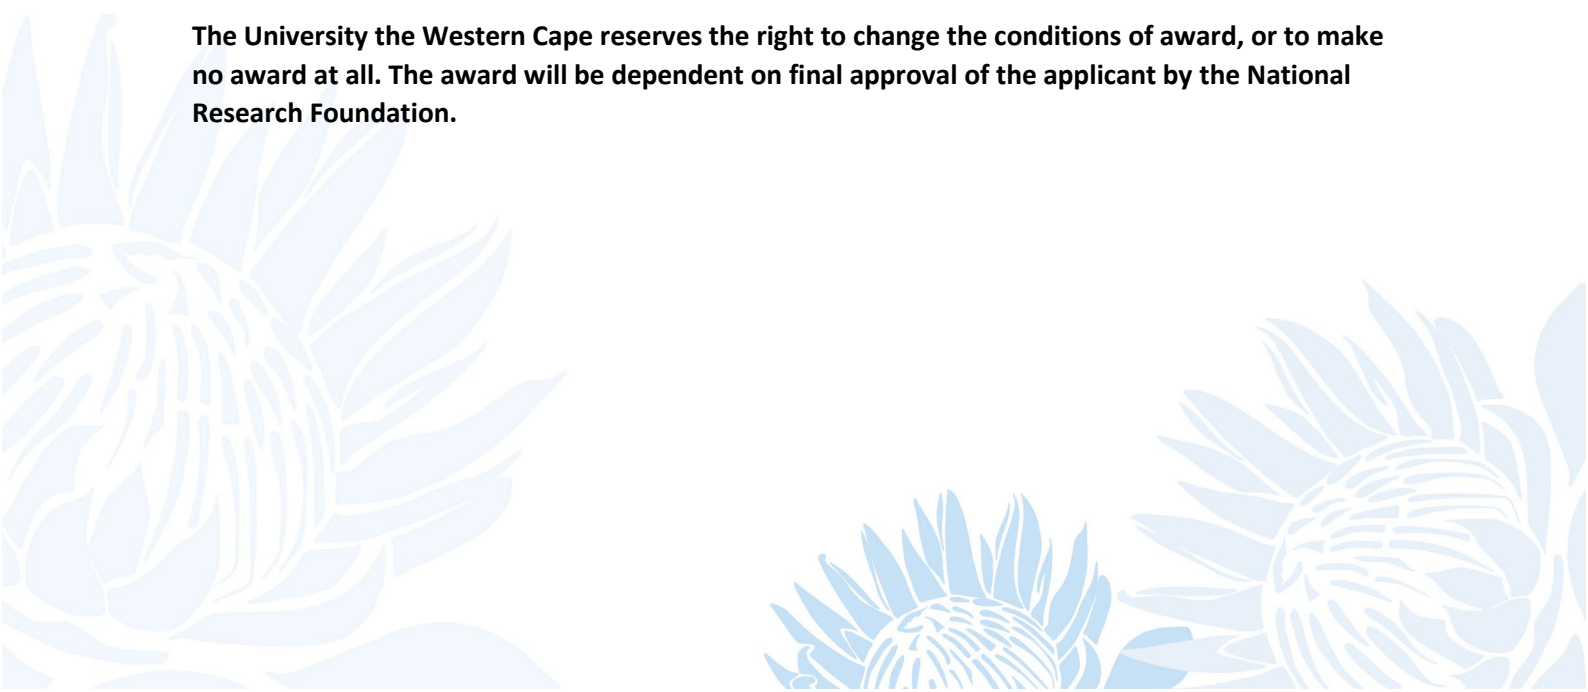 The University the Western Cape reserves the right to change the conditions of award, or to make
no award at all. The award will be dependent on final approval of the applicant by the National
Research Foundation.